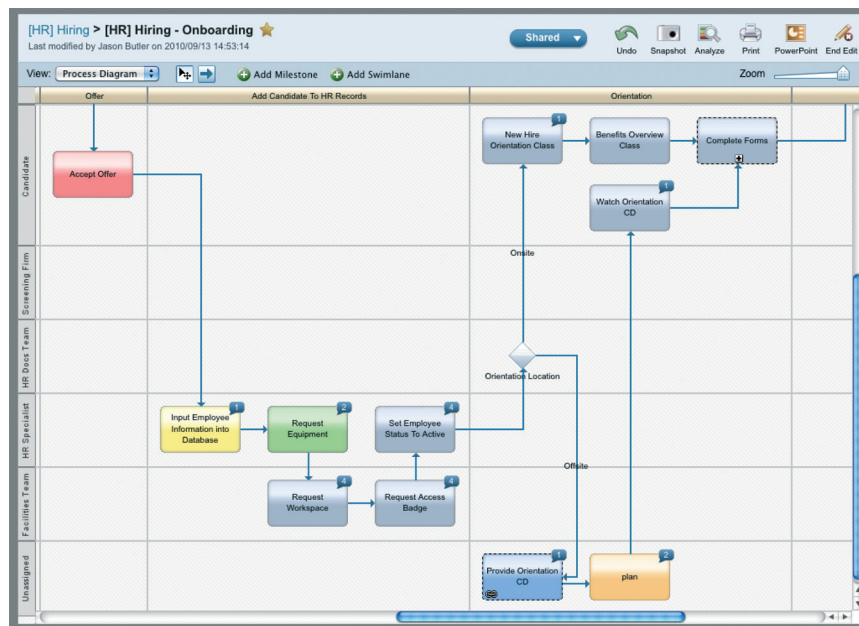 [HR] Hiring > [HR] Hiring - Onboarding
Last modified by Jason Butler on 2010/09/13 14:53:14
Shared
Undo
Snapshot
Analyze
Print
PowerPoint
End Edit
View:
Process Diagram
Add Milestone
Add Swimlane
Zoom
Offer
Add Candidate To HR Records
Orientation
Candidate
Accept Offer
1
New Hire
Orientation Class
Benefits Overview
Class
Complete Forms
1
Watch Orientation
CD
Onsite
Screening Firm
HR Docs Team
Orientation Location
HR Specialist
1
Input Employee
Information into
Database
2
Request
Equipment
4
Set Employee
Status To Active
Offsite
Facilities Team
4
Request
Workspace
4
Request Access
Badge
Unassigned
1
Provide Orientation
CD
2
plan